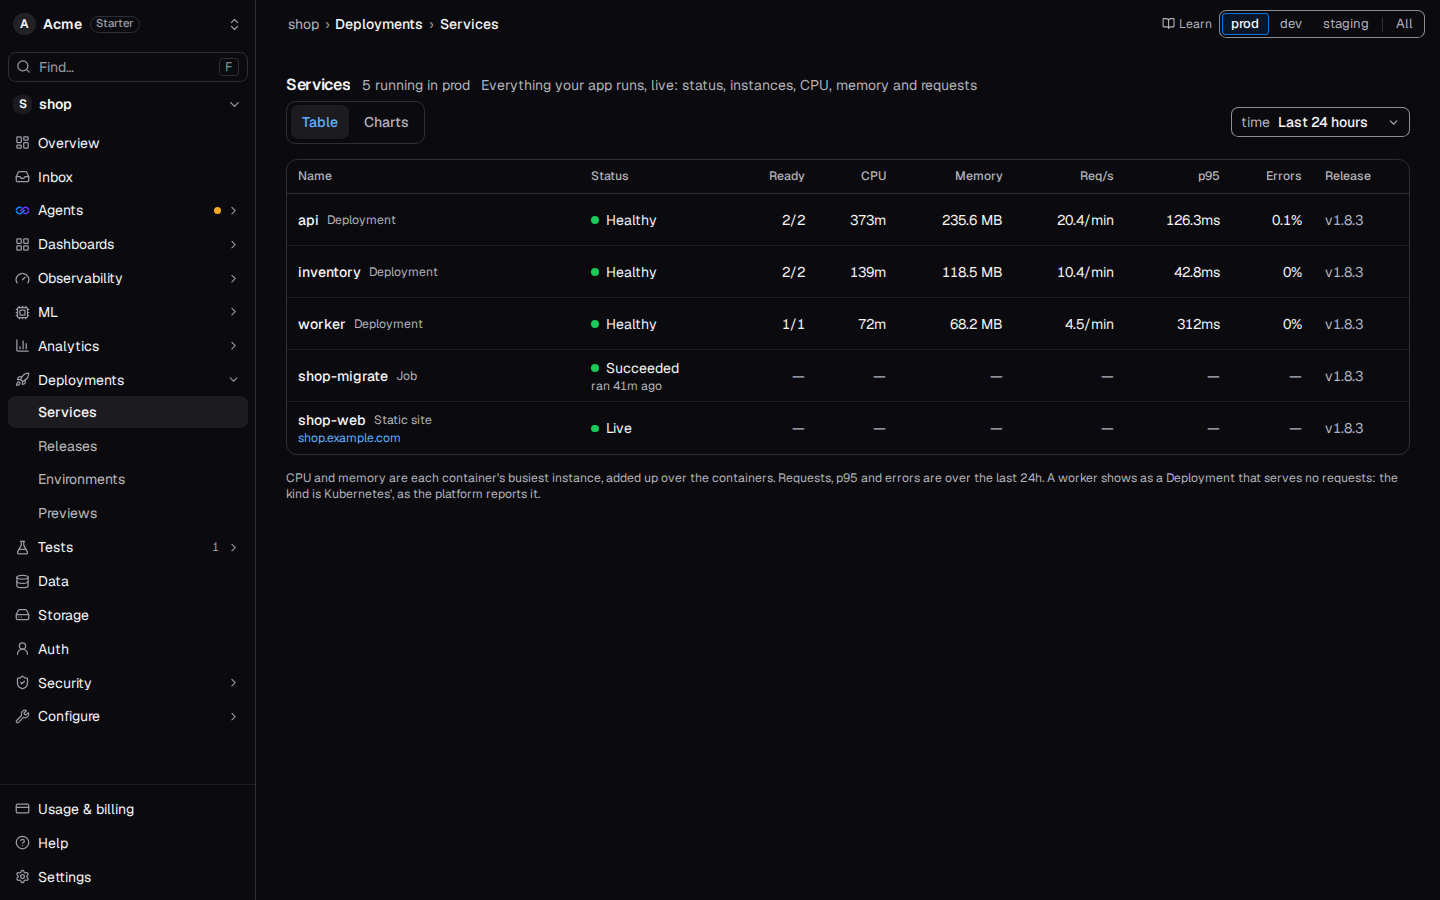 A Acme Starter
Find... F
S shop
Overview
Inbox
Agents
Dashboards
Observability
ML
Analytics
Deployments
Services
Releases
Environments
Previews
Tests 1
Data
Storage
Auth
Security
Configure
Usage & billing
Help
Settings
shop › Deployments › Services
Learn prod dev staging All
Services 5 running in prod Everything your app runs, live: status, instances, CPU, memory and requests
Table Charts
time Last 24 hours
Name Status Ready CPU Memory Req/s p95 Errors Release
api Deployment Healthy 2/2 373m 235.6 MB 20.4/min 126.3ms 0.1% v1.8.3
inventory Deployment Healthy 2/2 139m 118.5 MB 10.4/min 42.8ms 0% v1.8.3
worker Deployment Healthy 1/1 72m 68.2 MB 4.5/min 312ms 0% v1.8.3
shop-migrate Job Succeeded — — — — — — v1.8.3
ran 41m ago
shop-web Static site Live — — — — — — v1.8.3
shop.example.com
CPU and memory are each container's busiest instance, added up over the containers. Requests, p95 and errors are over the last 24h. A worker shows as a Deployment that serves no requests: the
kind is Kubernetes', as the platform reports it.